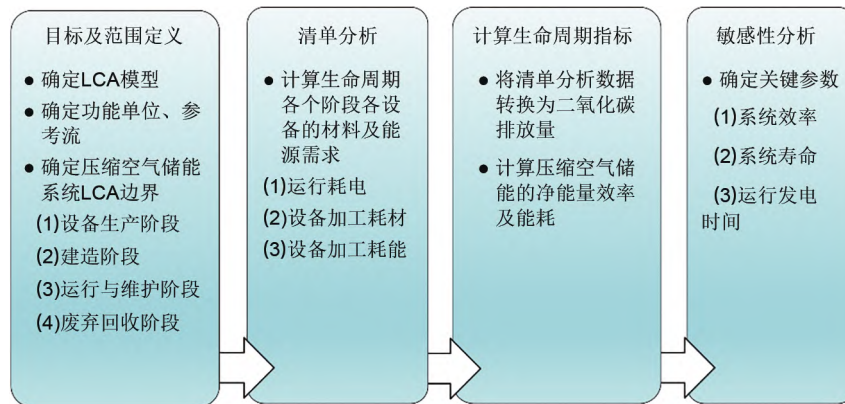 目标及范围定义
● 确定LCA模型
● 确定功能单位、参
考流
● 确定压缩空气储能
系统LCA边界
(1)设备生产阶段
(2)建造阶段
(3)运行与维护阶段
(4)废弃回收阶段
清单分析
● 计算生命周期
各个阶段各设
备的材料及能
源需求
(1)运行耗电
(2)设备加工耗材
(3)设备加工耗能
计算生命周期指标
● 将清单分析数据
转换为二氧化碳
排放量
● 计算压缩空气储
能的净能量效率
及能耗
敏感性分析
● 确定关键参数
(1)系统效率
(2)系统寿命
(3)运行发电
时间